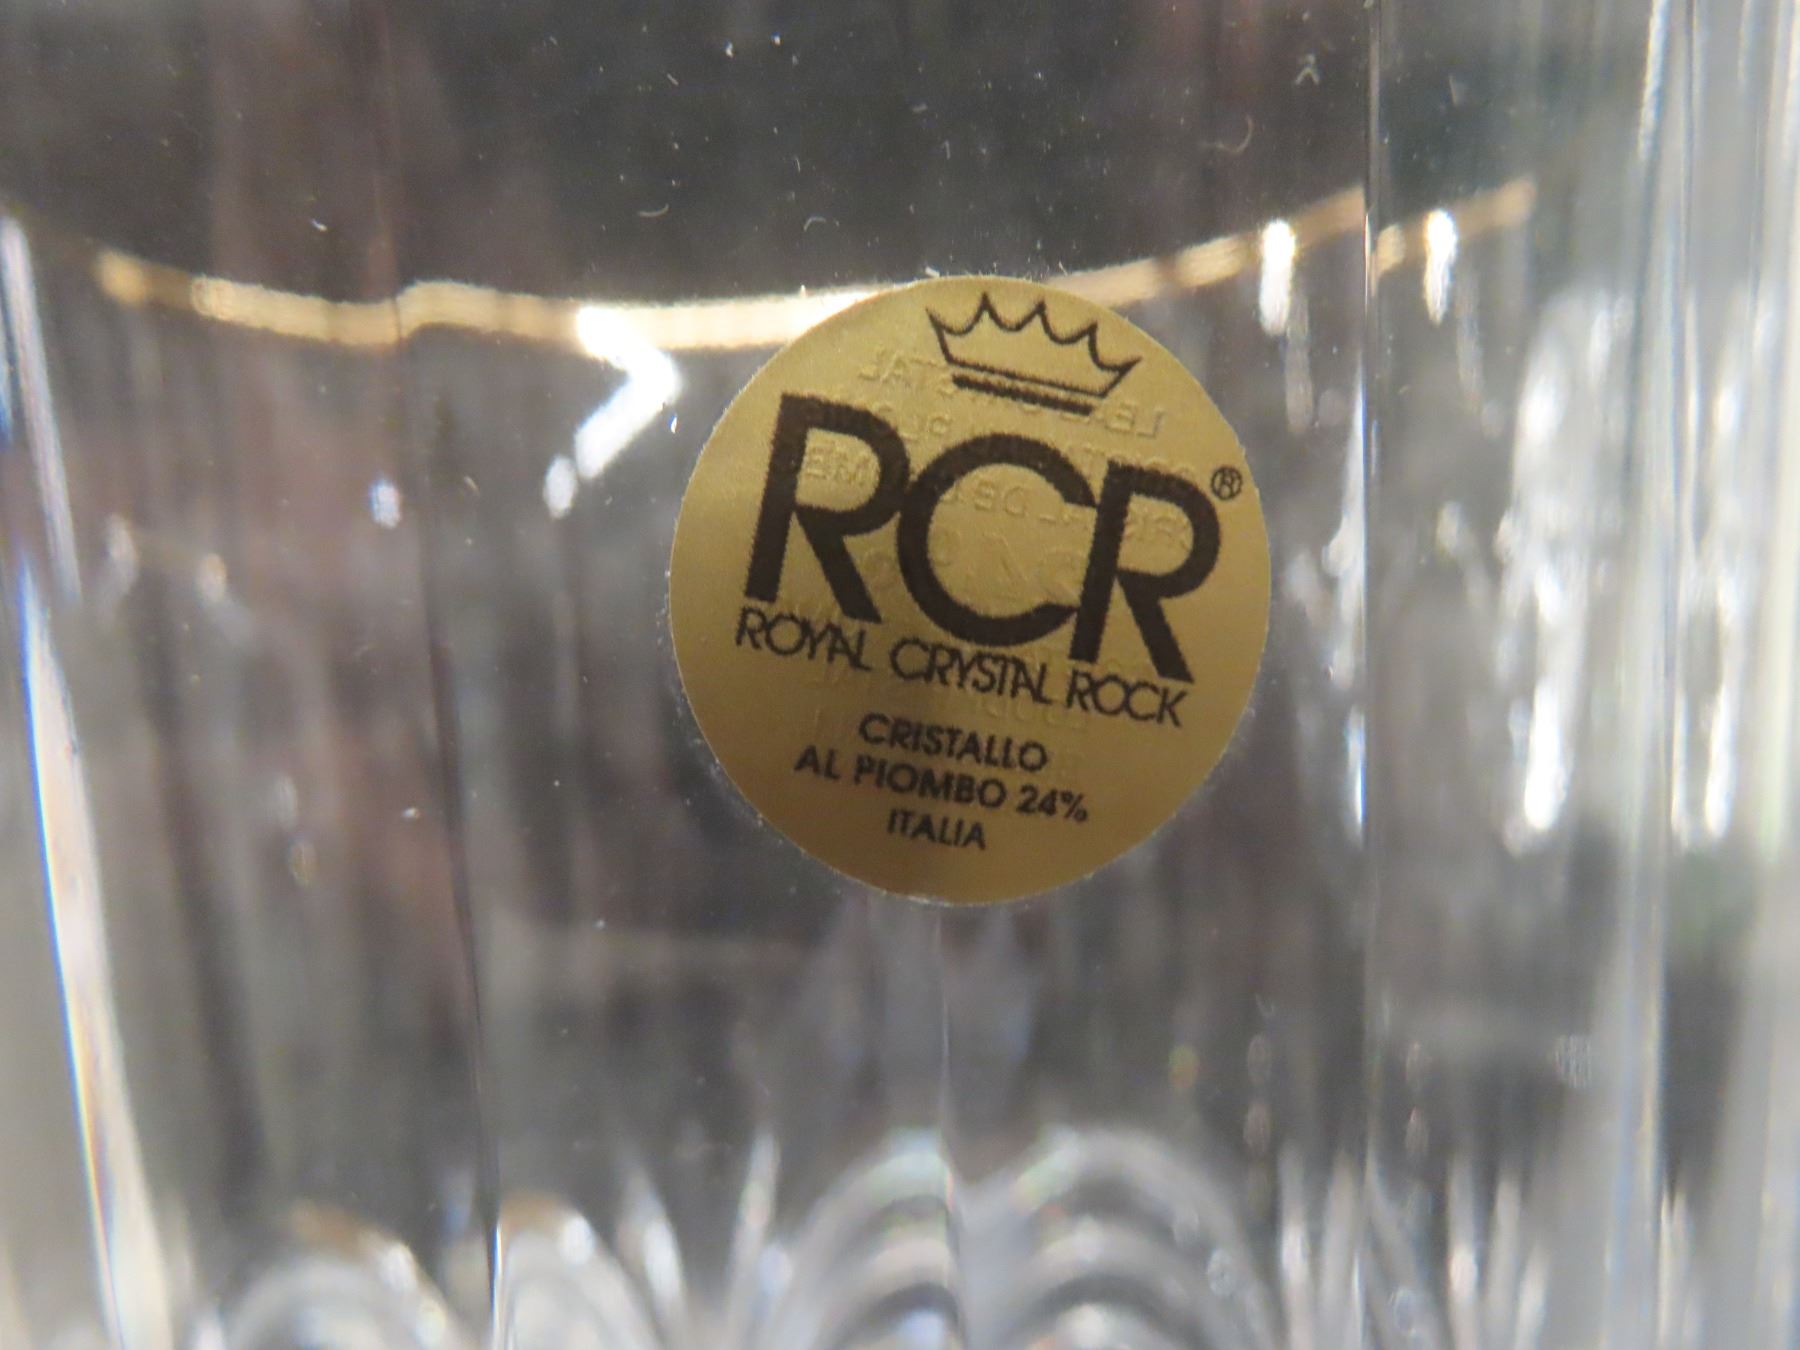 RCR®
ROYAL CRYSTAL ROCK
CRISTALLO
AL PIOMBO 24%
ITALIA